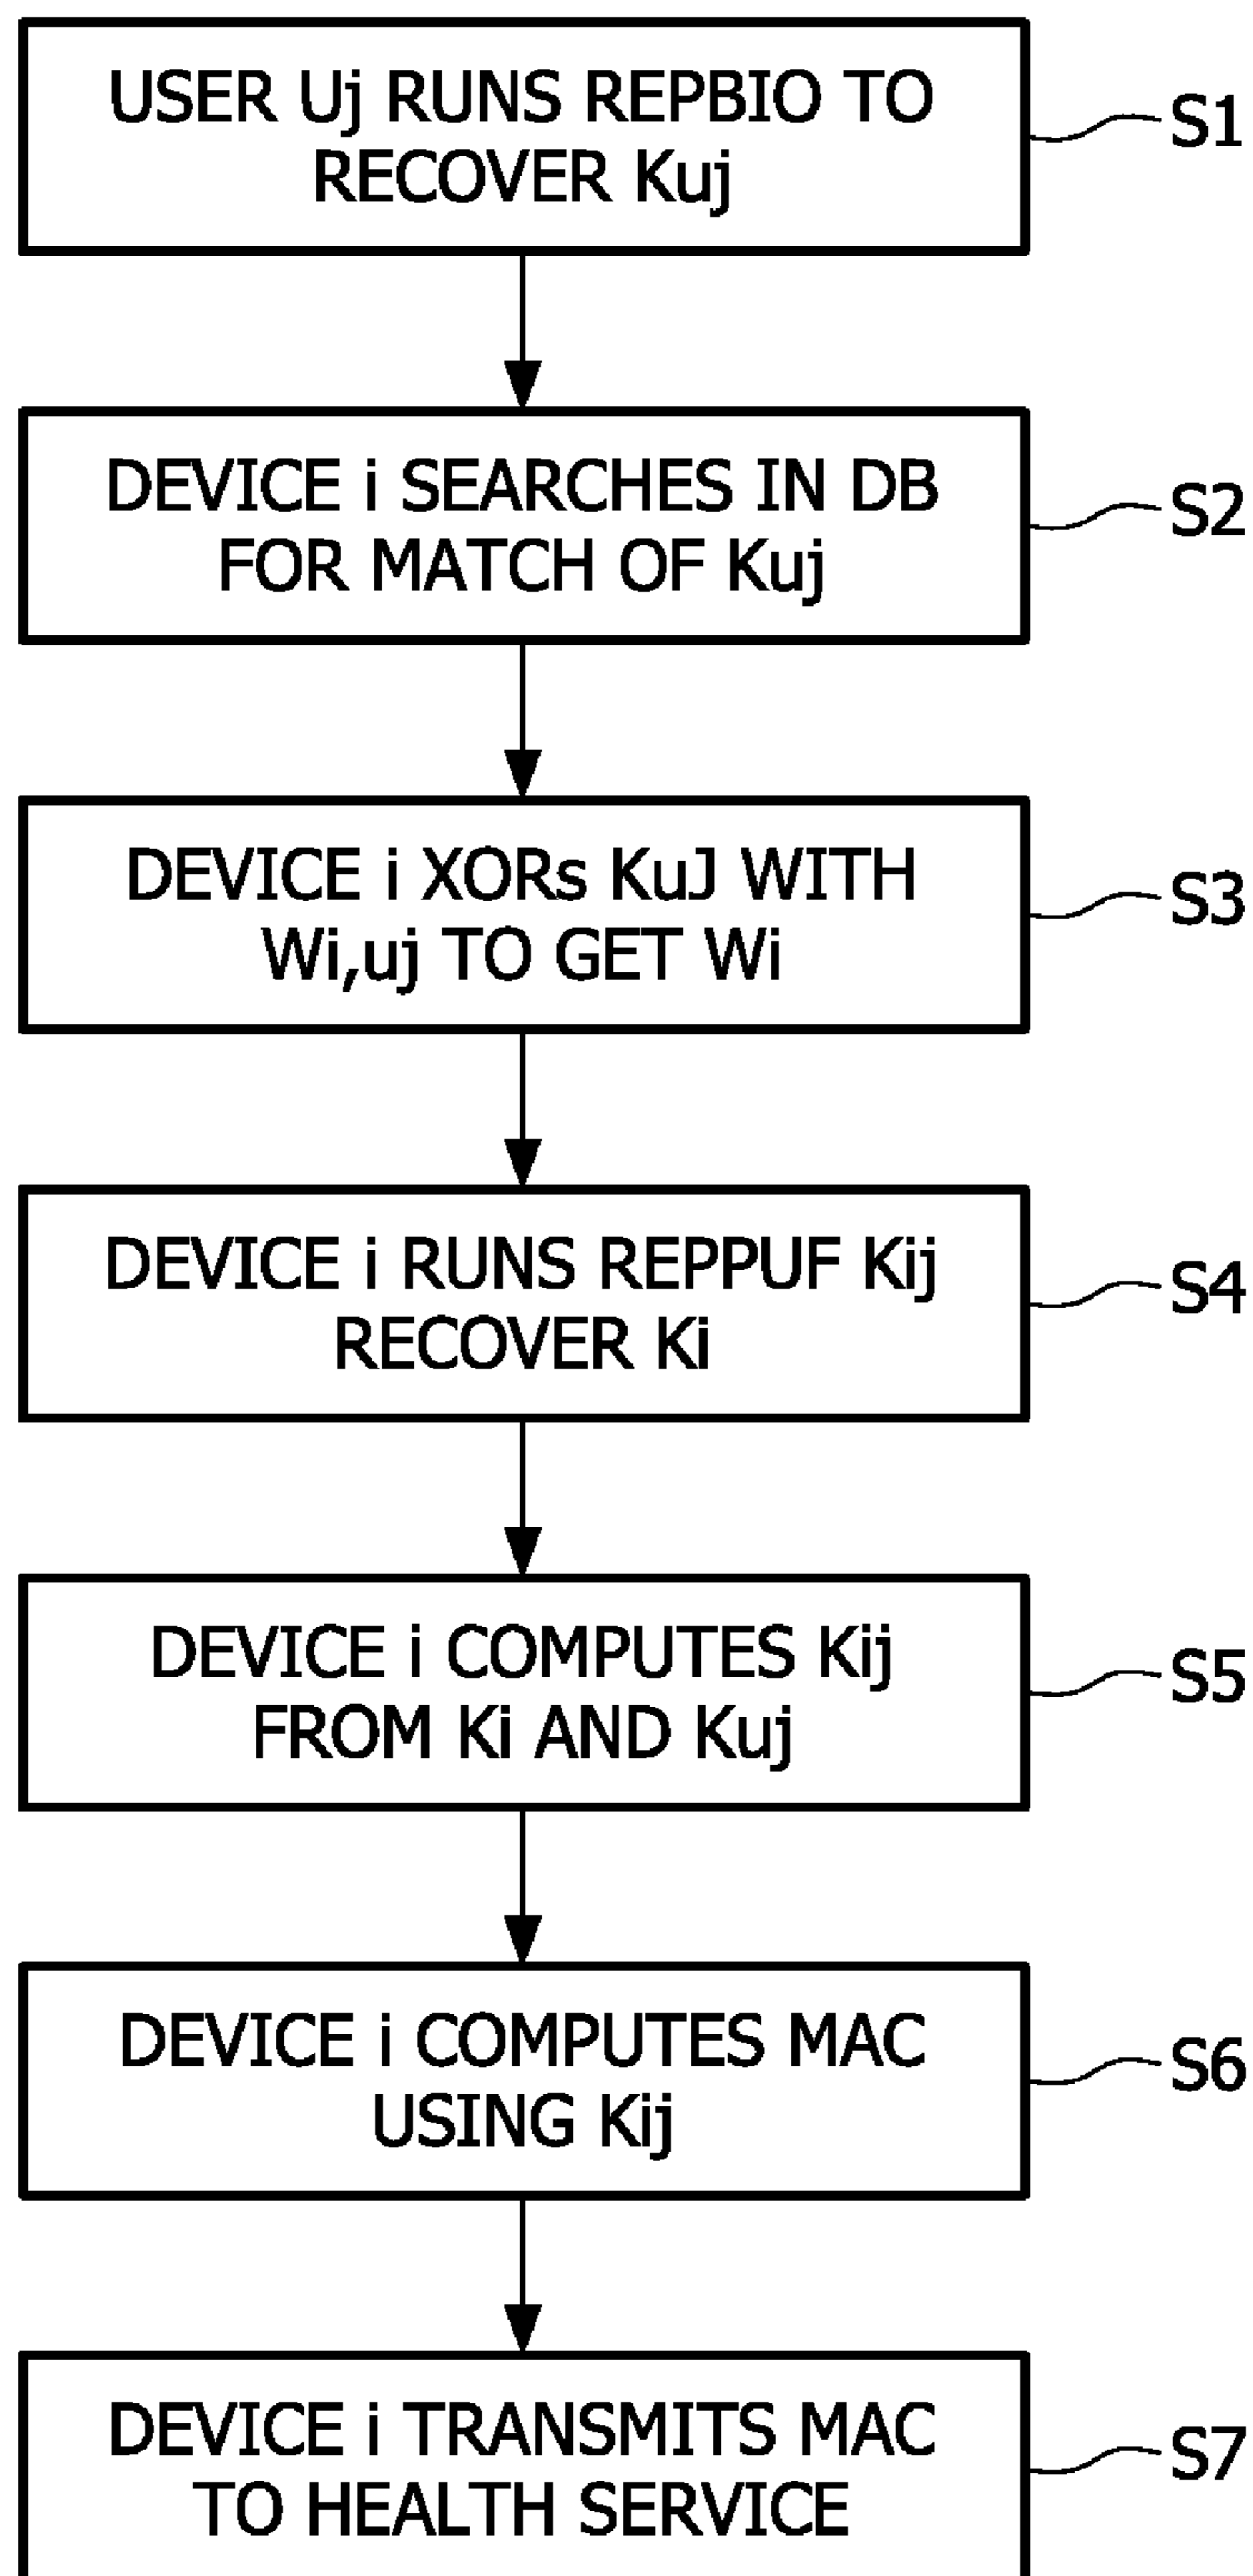 USER Uj RUNS REPBIO TO
RECOVER Kuj
S1
DEVICE i SEARCHES IN DB
FOR MATCH OF Kuj
S2
DEVICE i XORs KuJ WITH
Wi,uj TO GET Wi
S3
DEVICE i RUNS REPPUF Kij
RECOVER Ki
S4
DEVICE i COMPUTES Kij
FROM Ki AND Kuj
S5
DEVICE i COMPUTES MAC
USING Kij
S6
DEVICE i TRANSMITS MAC
TO HEALTH SERVICE
S7